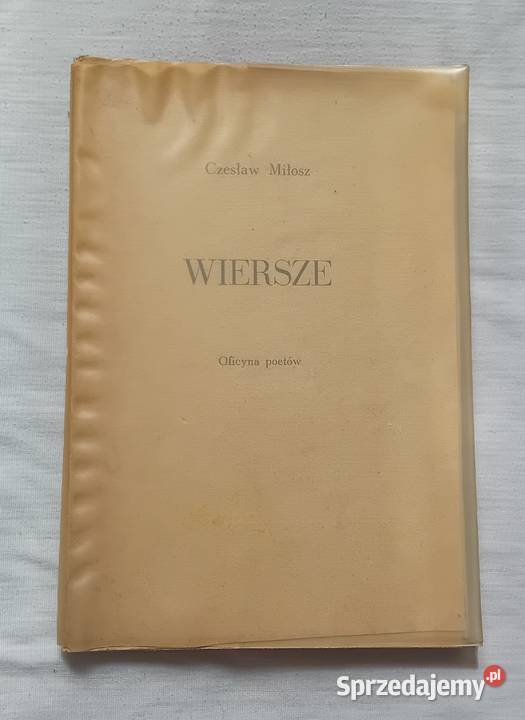 Czesław Miłosz
WIERSZE
Oficyna poetów
Sprzedajemy.pl